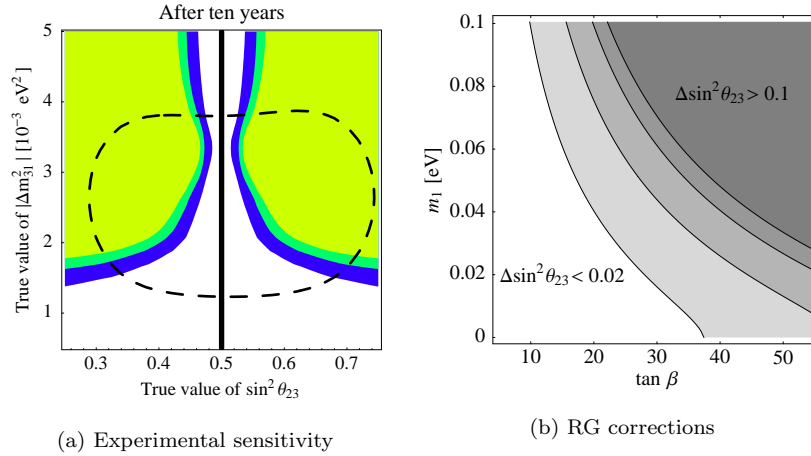 After ten years
True value of |Δm²₃₁| [10⁻³ eV²]
5
4
3
2
1
0.3 0.4 0.5 0.6 0.7
True value of sin² θ₂₃
(a) Experimental sensitivity
m₁ [eV]
0.1
0.08
0.06
0.04
0.02
0
Δsin²θ₂₃ > 0.1
Δsin²θ₂₃ < 0.02
10 20 30 40 50
tan β
(b) RG corrections